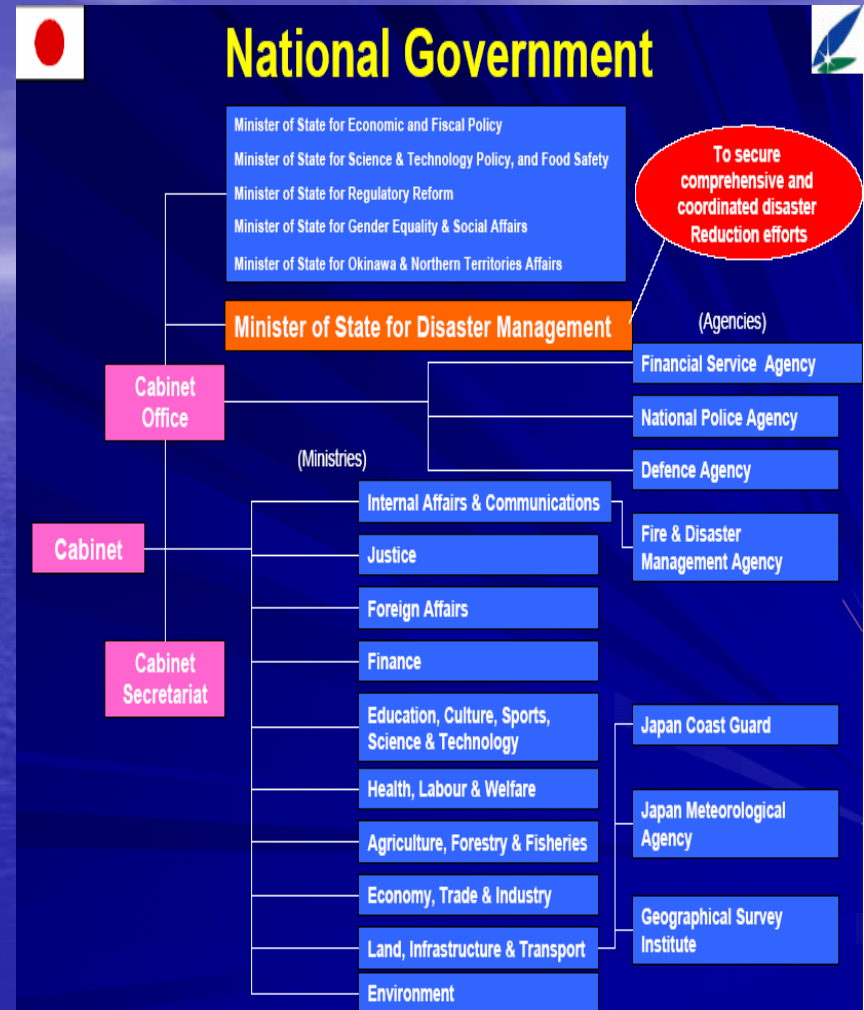 National Government
Minister of State for Economic and Fiscal Policy
Minister of State for Science & Technology Policy, and Food Safety
Minister of State for Regulatory Reform
Minister of State for Gender Equality & Social Affairs
Minister of State for Okinawa & Northern Territories Affairs
To secure
comprehensive and
coordinated disaster
Reduction efforts
Minister of State for Disaster Management
(Agencies)
Financial Service Agency
Cabinet
Office
National Police Agency
Defence Agency
(Ministries)
Internal Affairs & Communications
Fire & Disaster
Management Agency
Cabinet
Justice
Foreign Affairs
Cabinet
Secretariat
Finance
Education, Culture, Sports,
Science & Technology
Japan Coast Guard
Health, Labour & Welfare
Japan Meteorological
Agency
Agriculture, Forestry & Fisheries
Economy, Trade & Industry
Geographical Survey
Institute
Land, Infrastructure & Transport
Environment